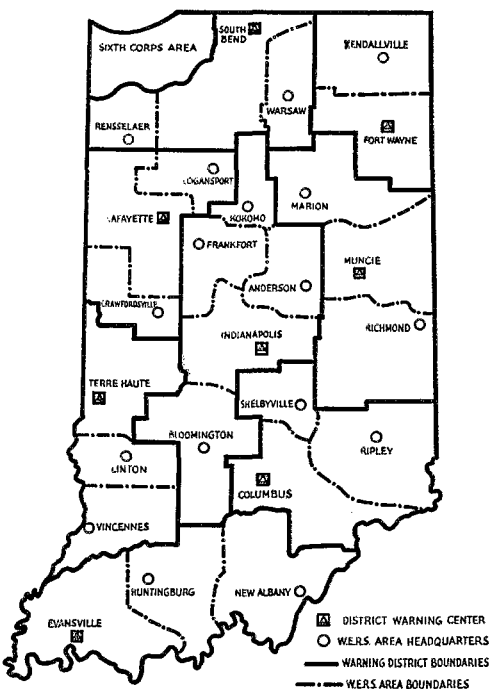 SOUTH
BEND
SIXTH CORPS AREA
KENDALLVILLE
WARSAW
RENSSELAER
FORT WAYNE
LOGANSPORT
MARION
LAFAYETTE
KOKOMO
FRANKFORT
MUNCIE
ANDERSON
CRAWFORDSVILLE
RICHMOND
INDIANAPOLIS
TERRE HAUTE
SHELBYVILLE
BLOOMINGTON
RIPLEY
LINTON
COLUMBUS
VINCENNES
HUNTINGBURG
NEW ALBANY
EVANSVILLE
DISTRICT WARNING CENTER
W.E.R.S. AREA HEADQUARTERS
WARNING DISTRICT BOUNDARIES
W.E.R.S. AREA BOUNDARIES